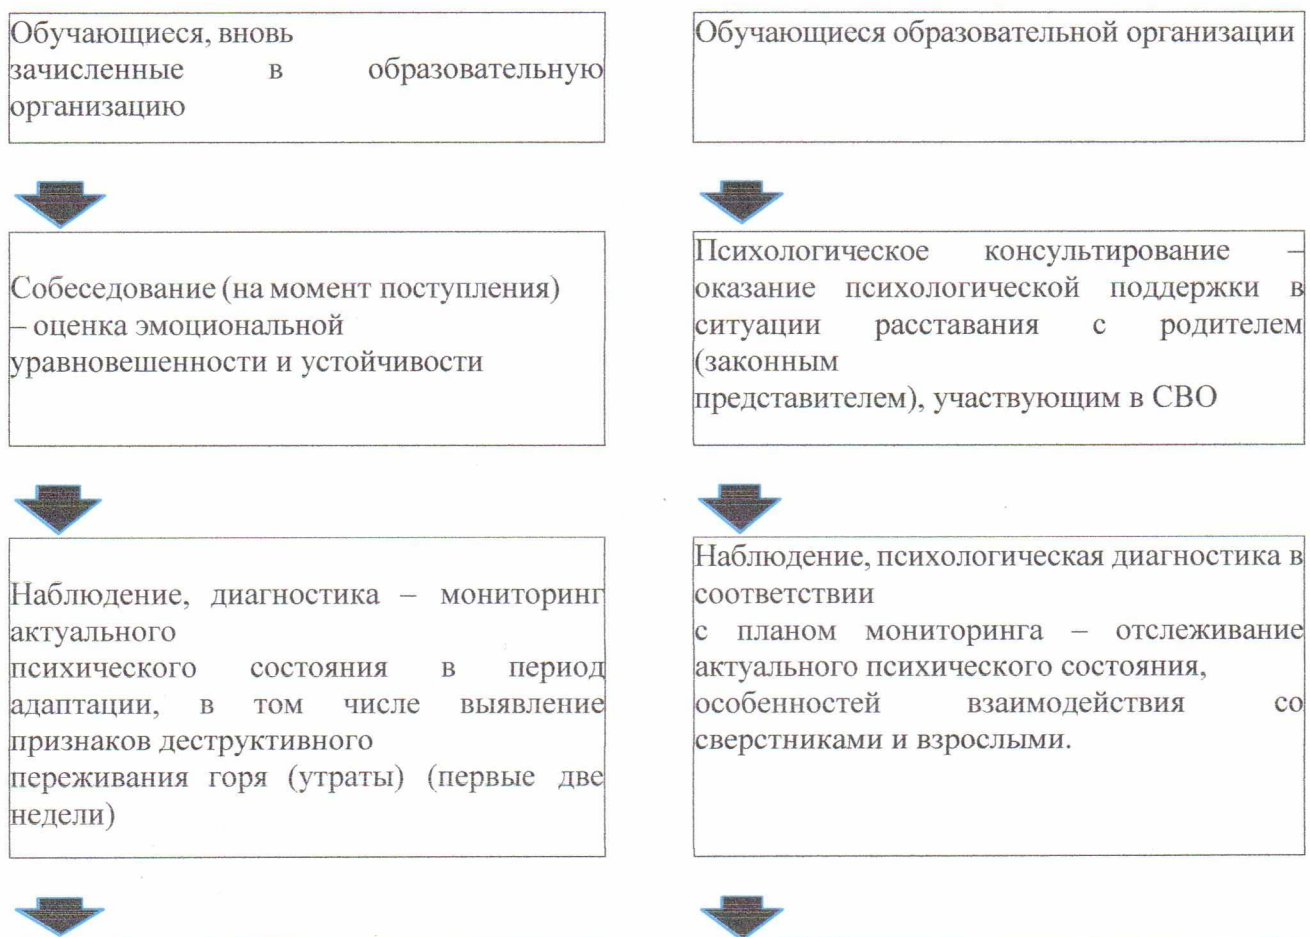 Обучающиеся, вновь
зачисленные в образовательную
организацию
Обучающиеся образовательной организации
Собеседование (на момент поступления)
– оценка эмоциональной
уравновешенности и устойчивости
Психологическое консультирование –
оказание психологической поддержки в
ситуации расставания с родителем
(законным
представителем), участвующим в СВО
Наблюдение, диагностика – мониторинг
актуального
психического состояния в период
адаптации, в том числе выявление
признаков деструктивного
переживания горя (утраты) (первые две
недели)
Наблюдение, психологическая диагностика в
соответствии
с планом мониторинга – отслеживание
актуального психического состояния,
особенностей взаимодействия со
сверстниками и взрослыми.